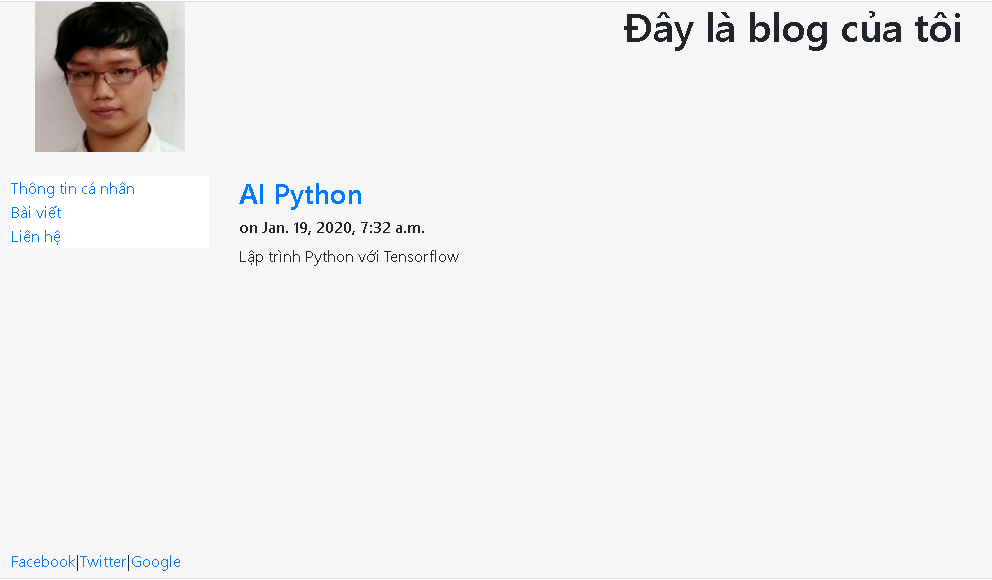 Đây là blog của tôi
Thông tin cá nhân
Bài viết
Liên hệ
AI Python
on Jan. 19, 2020, 7:32 a.m.
Lập trình Python với Tensorflow
Facebook|Twitter|Google